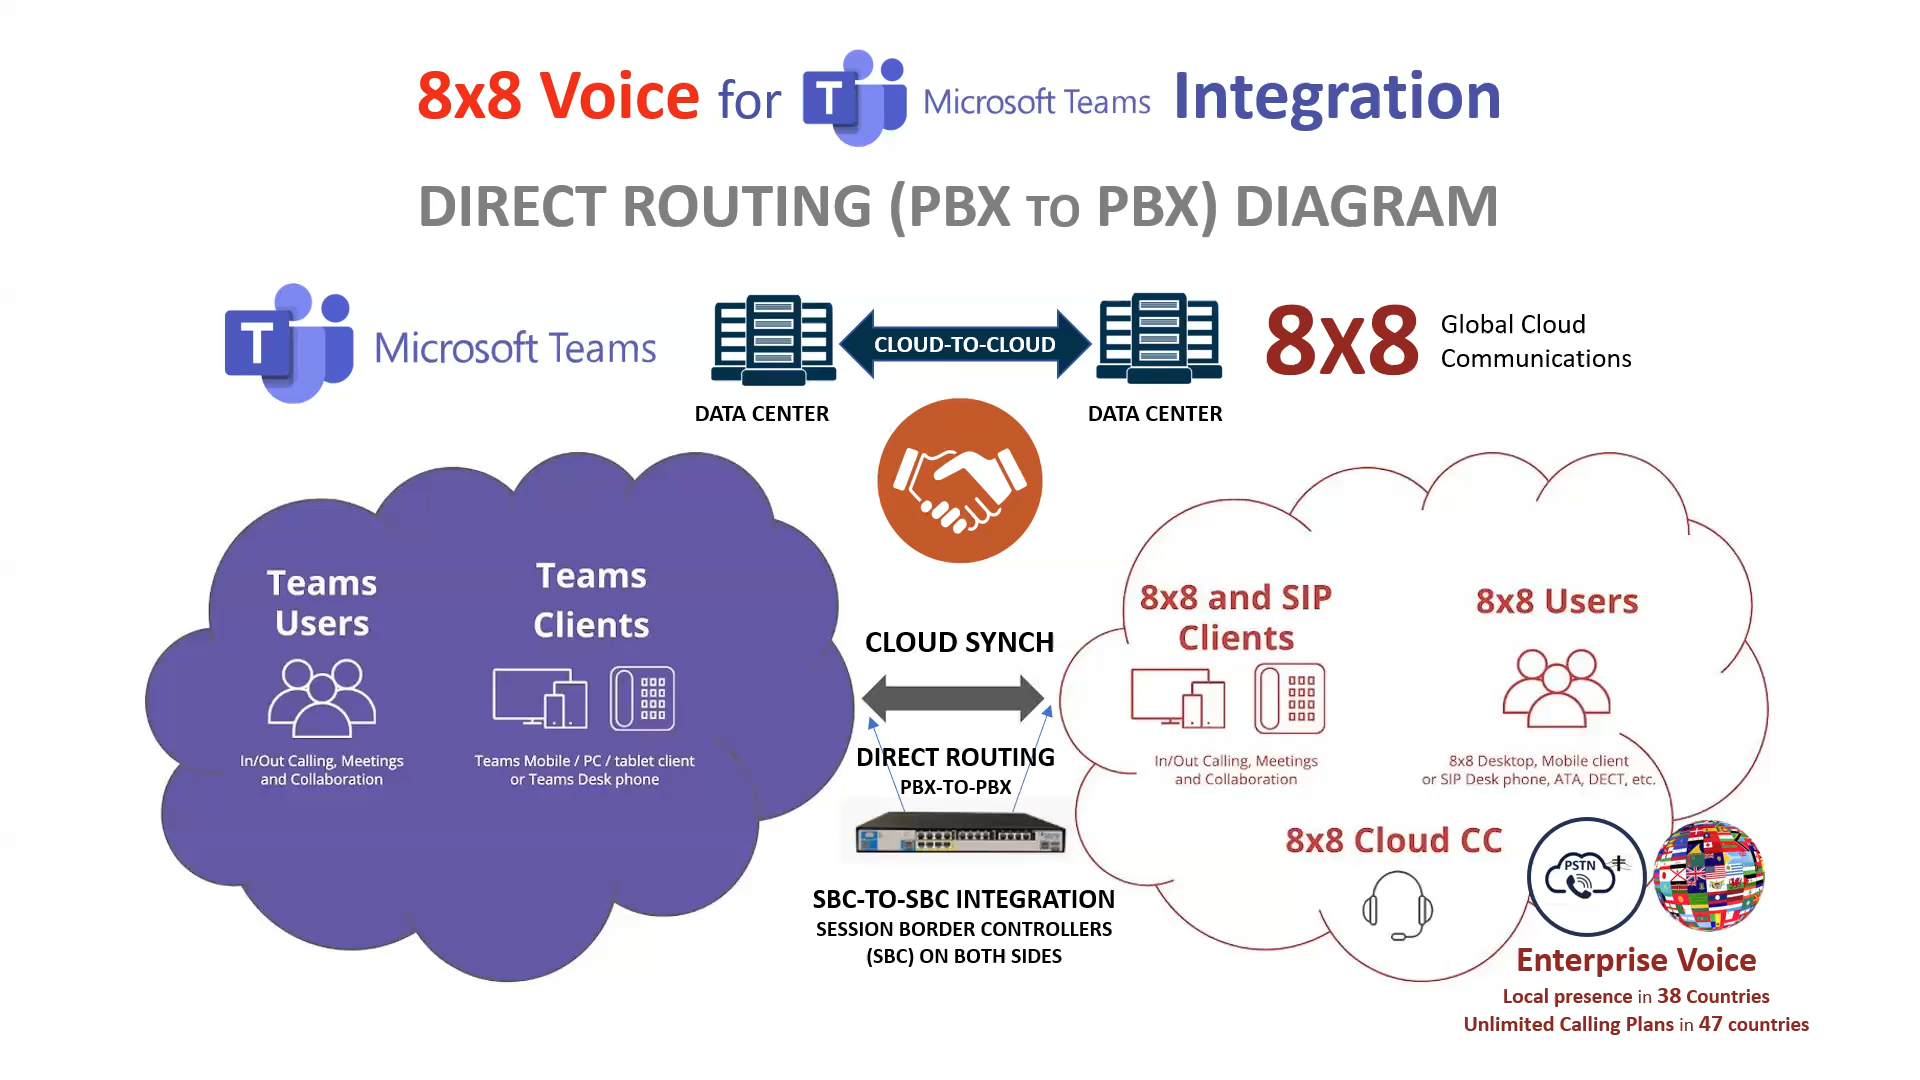 8x8 Voice for T Microsoft Teams Integration
DIRECT ROUTING (PBX TO PBX) DIAGRAM
T Microsoft Teams
CLOUD-TO-CLOUD
DATA CENTER
DATA CENTER
8x8
Global Cloud
Communications
Teams
Users
In/Out Calling, Meetings
and Collaboration
Teams
Clients
Teams Mobile / PC / tablet client
or Teams Desk phone
CLOUD SYNCH
DIRECT ROUTING
PBX-TO-PBX
SBC-TO-SBC INTEGRATION
SESSION BORDER CONTROLLERS
(SBC) ON BOTH SIDES
8x8 and SIP
Clients
In/Out Calling, Meetings
and Collaboration
8x8 Users
8x8 Desktop, Mobile client
or SIP Desk phone, ATA, DECT, etc.
8x8 Cloud CC
PSTN
Enterprise Voice
Local presence in 38 Countries
Unlimited Calling Plans in 47 countries